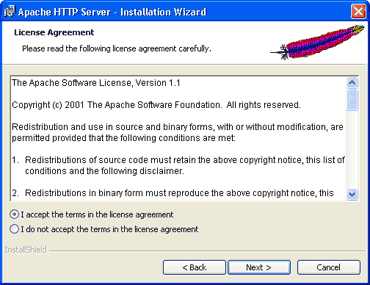 Apache HTTP Server - Installation Wizard
License Agreement
Please read the following license agreement carefully.
The Apache Software License, Version 1.1
Copyright (c) 2001 The Apache Software Foundation. All rights reserved.
Redistribution and use in source and binary forms, with or without modification, are
permitted provided that the following conditions are met:
1. Redistributions of source code must retain the above copyright notice, this list of
conditions and the following disclaimer.
2. Redistributions in binary form must reproduce the above copyright notice, this
I accept the terms in the license agreement
I do not accept the terms in the license agreement
InstallShield
< Back
Next >
Cancel